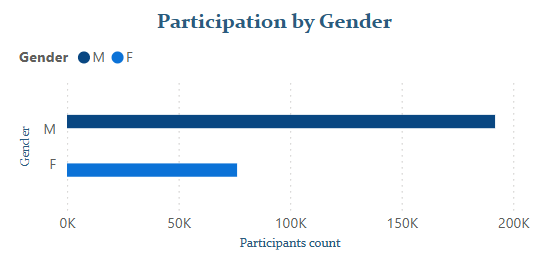 Participation by Gender
Gender M F
Gender
M
F
0K 50K 100K 150K 200K
Participants count